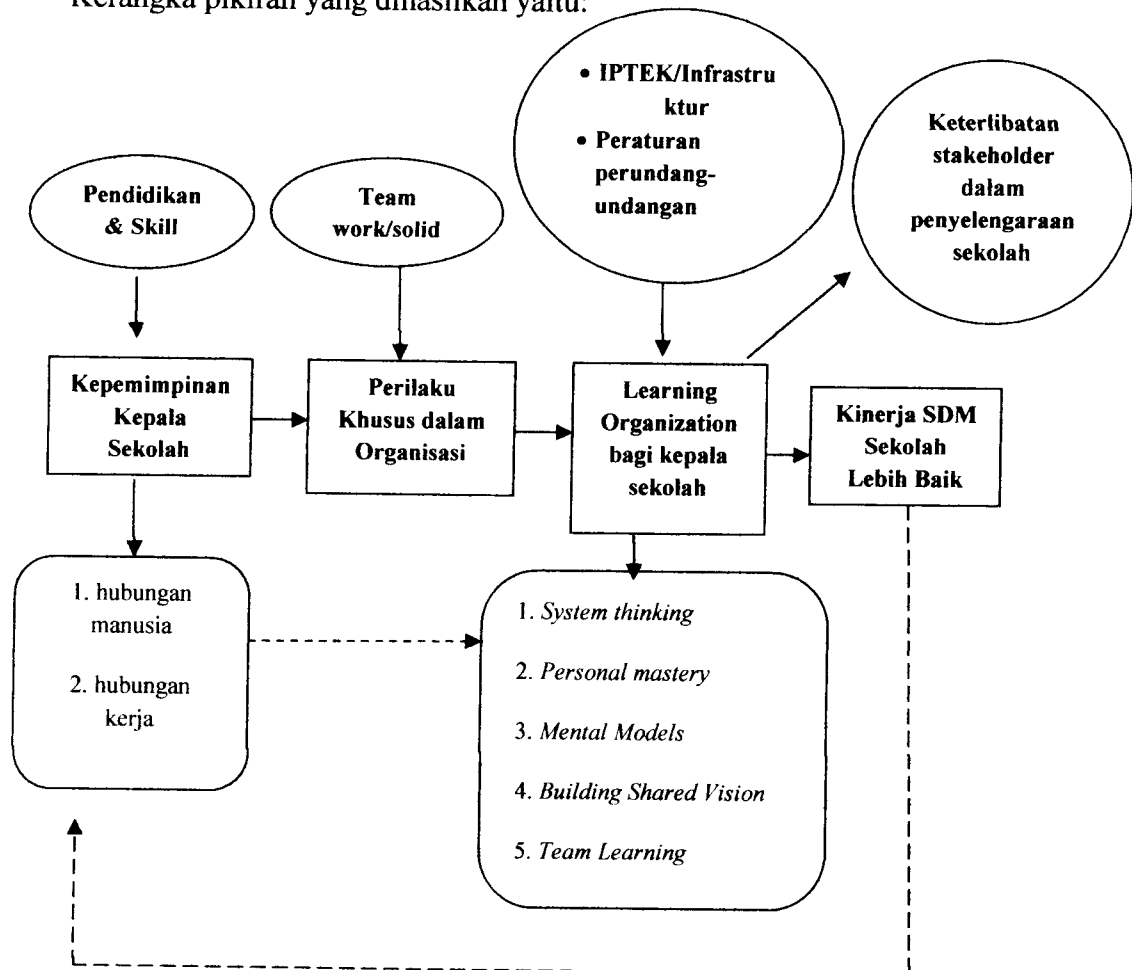 Kerangka pikiran yang dihasilkan yaitu:
Pendidikan
& Skill
Team
work/solid
• IPTEK/Infrastru
ktur
• Peraturan
perundang-
undangan
Keterlibatan
stakeholder
dalam
penyelengaraan
sekolah
Kepemimpinan
Kepala
Sekolah
Perilaku
Khusus dalam
Organisasi
Learning
Organization
bagi kepala
sekolah
Kinerja SDM
Sekolah
Lebih Baik
1. hubungan
manusia
2. hubungan
kerja
1. System thinking
2. Personal mastery
3. Mental Models
4. Building Shared Vision
5. Team Learning